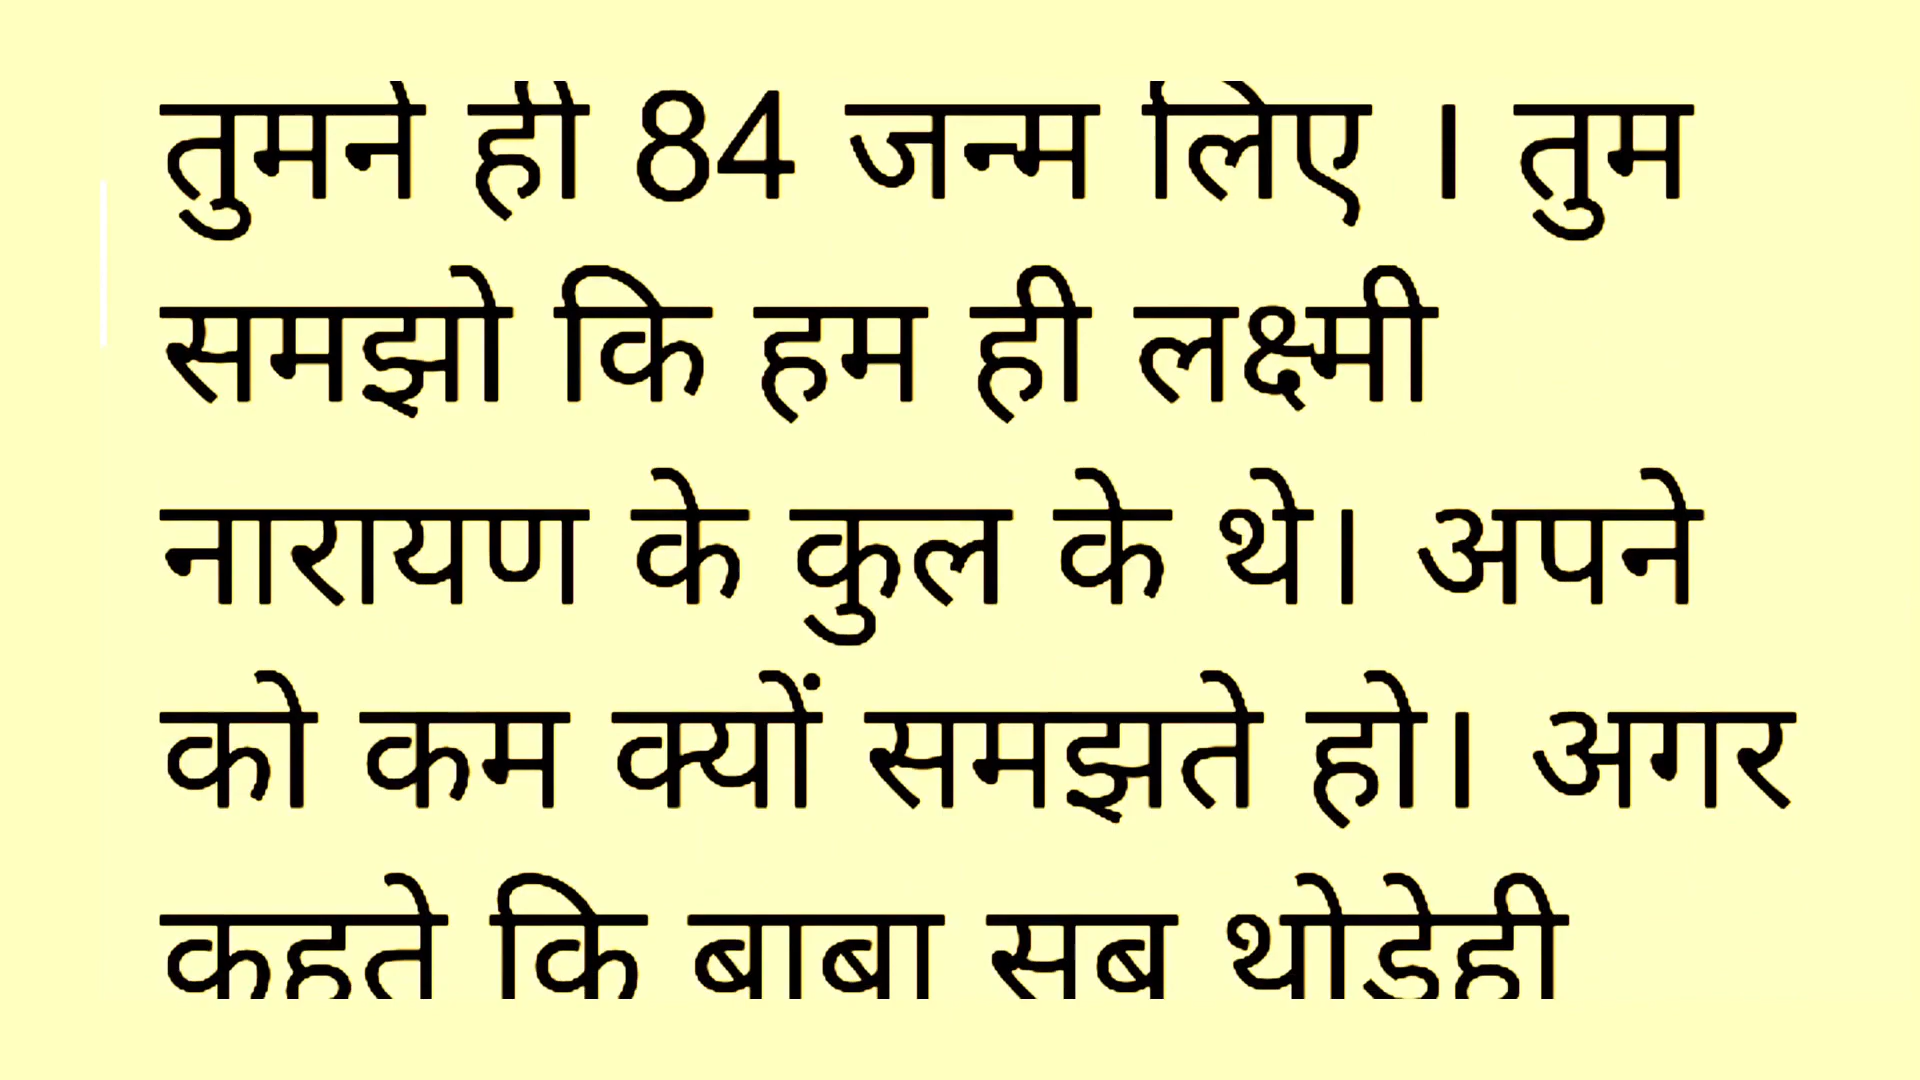 तुमने ही 84 जन्म लिए । तुम
समझो कि हम ही लक्ष्मी
नारायण के कुल के थे। अपने
को कम क्यों समझते हो। अगर
कहते कि बाबा सब थोड़ेही